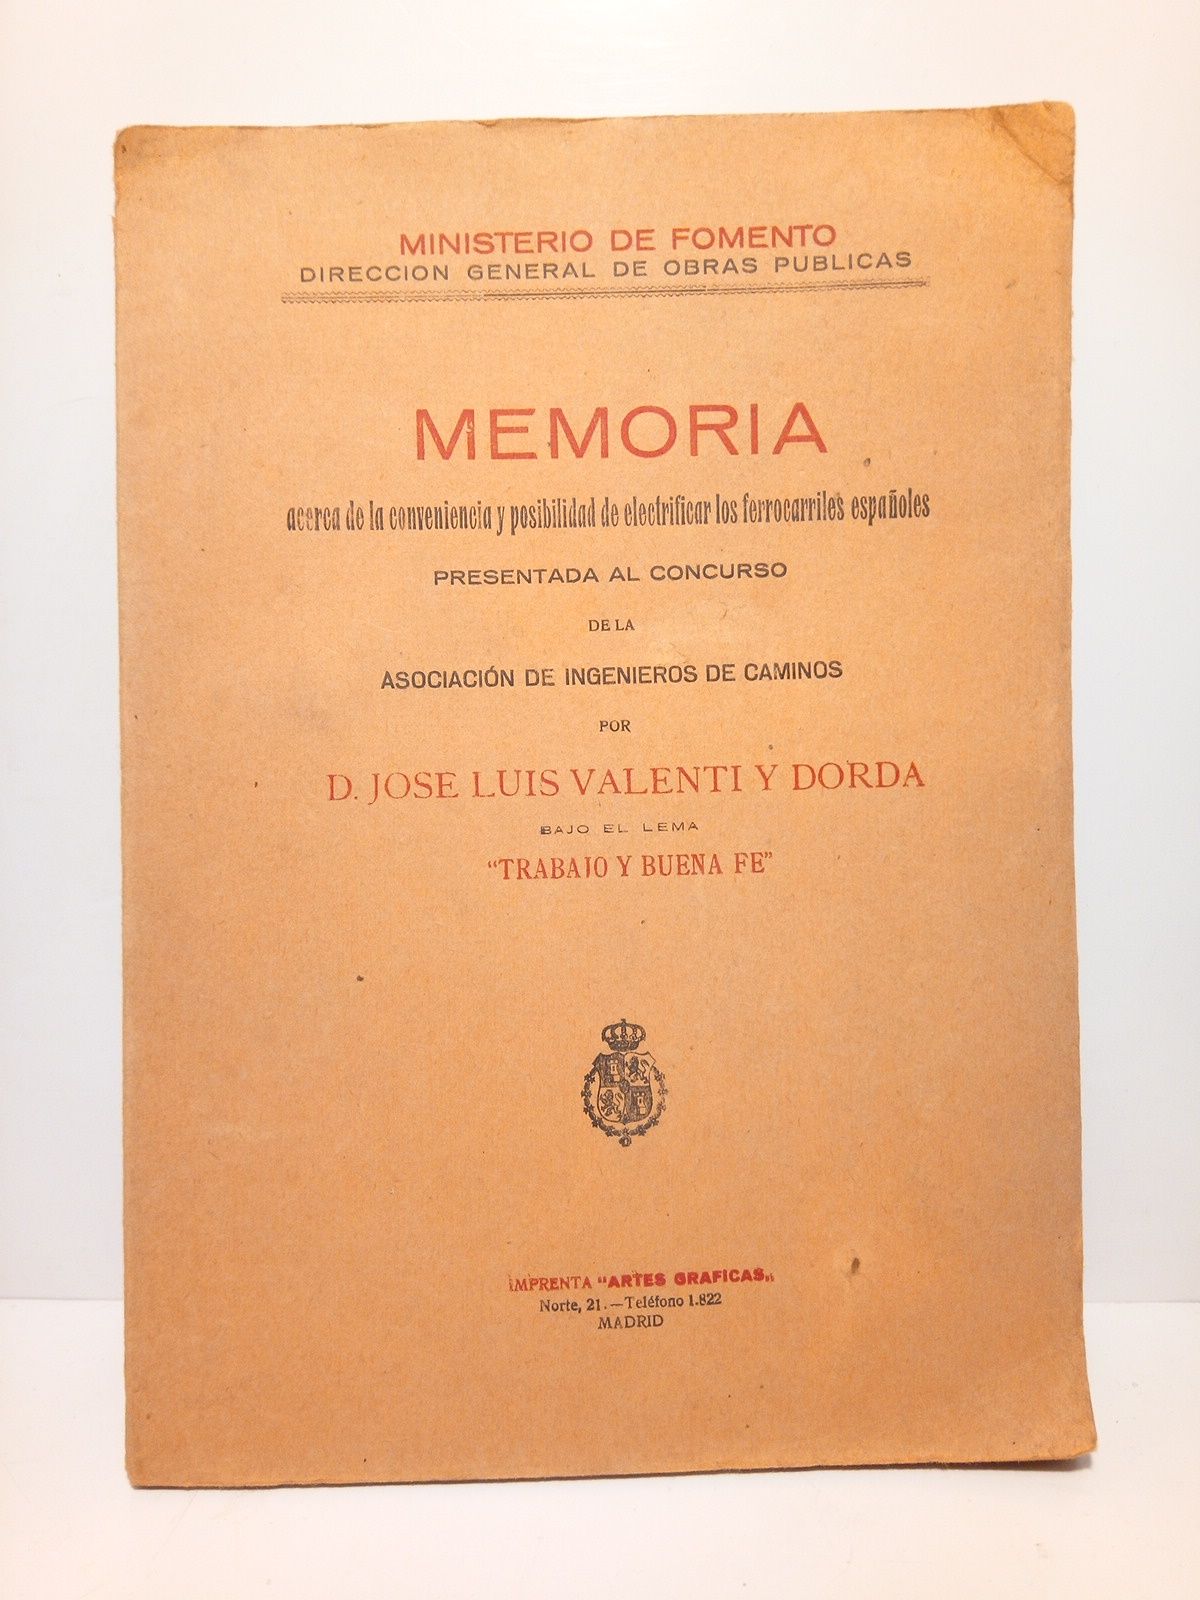 MINISTERIO DE FOMENTO
DIRECCION GENERAL DE OBRAS PUBLICAS
MEMORIA
acerca de la conveniencia y posibilidad de electrificar los ferrocarriles españoles
PRESENTADA AL CONCURSO
DE LA
ASOCIACIÓN DE INGENIEROS DE CAMINOS
POR
D. JOSE LUIS VALENTI Y DORDA
BAJO EL LEMA
“TRABAJO Y BUENA FE”
IMPRENTA “ARTES GRAFICAS„
Norte, 21.—Teléfono 1.822
MADRID